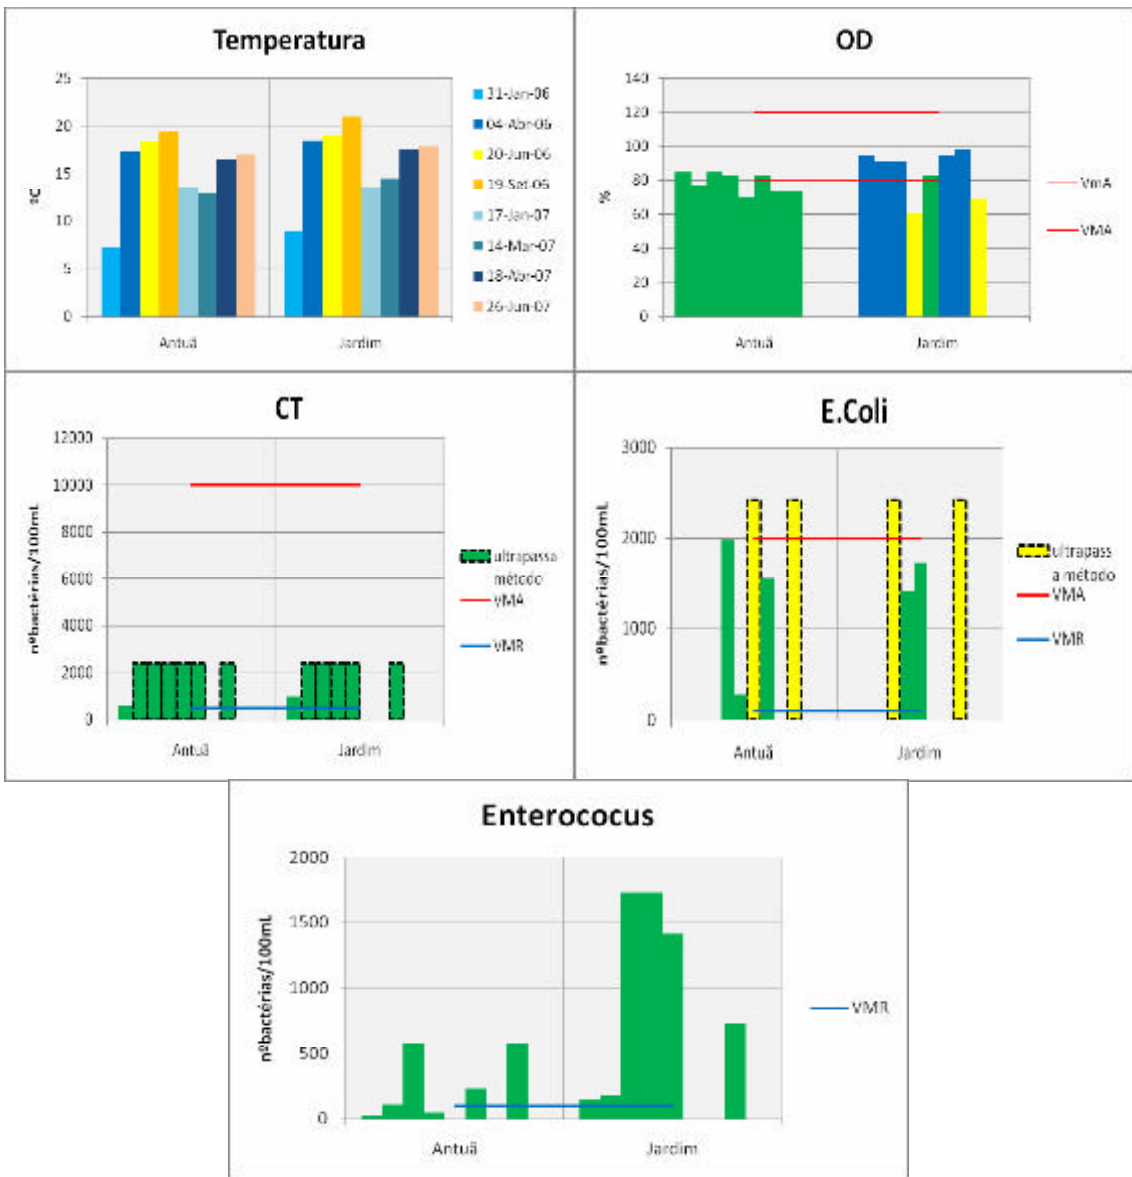 Temperatura
25
20
15
10
5
0
ºC
Antuã
Jardim
31-Jan-06
04-Abr-06
20-Jun-06
19-Set-06
17-Jan-07
14-Mar-07
18-Abr-07
26-Jun-07
OD
140
120
100
80
60
40
20
0
%
Antuã
Jardim
VmA
VMA
CT
12000
10000
8000
6000
4000
2000
0
nºbactérias/100mL
Antuã
Jardim
ultrapassa
método
VMA
VMR
E.Coli
3000
2000
1000
0
nºbactérias/100mL
Antuã
Jardim
ultrapass
a método
VMA
VMR
Enterococus
2000
1500
1000
500
0
nºbactérias/100mL
Antuã
Jardim
VMR